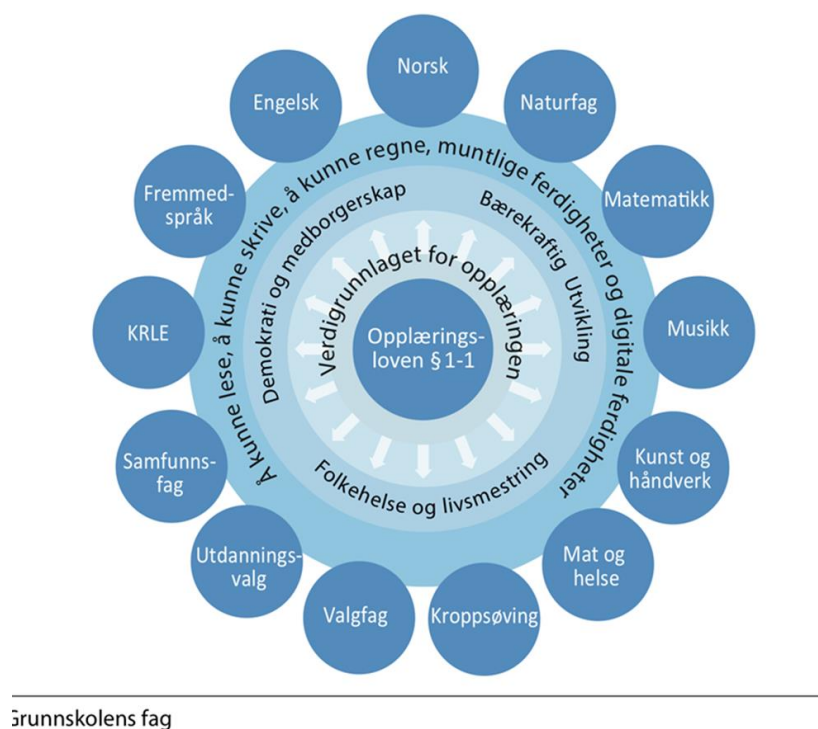 Norsk
Naturfag
Matematikk
Musikk
Kunst og
håndverk
Mat og
helse
Kroppsøving
Valgfag
Utdannings-
valg
Samfunns-
fag
KRLE
Fremmed-
språk
Engelsk
Å kunne lese, å kunne skrive, å kunne regne, muntlige ferdigheter og digitale ferdigheter
Demokrati og medborgerskap
Bærekraftig Utvikling
Folkehelse og livsmestring
Verdigrunnlaget for opplæringen
Opplærings-
loven § 1-1
Grunnskolens fag